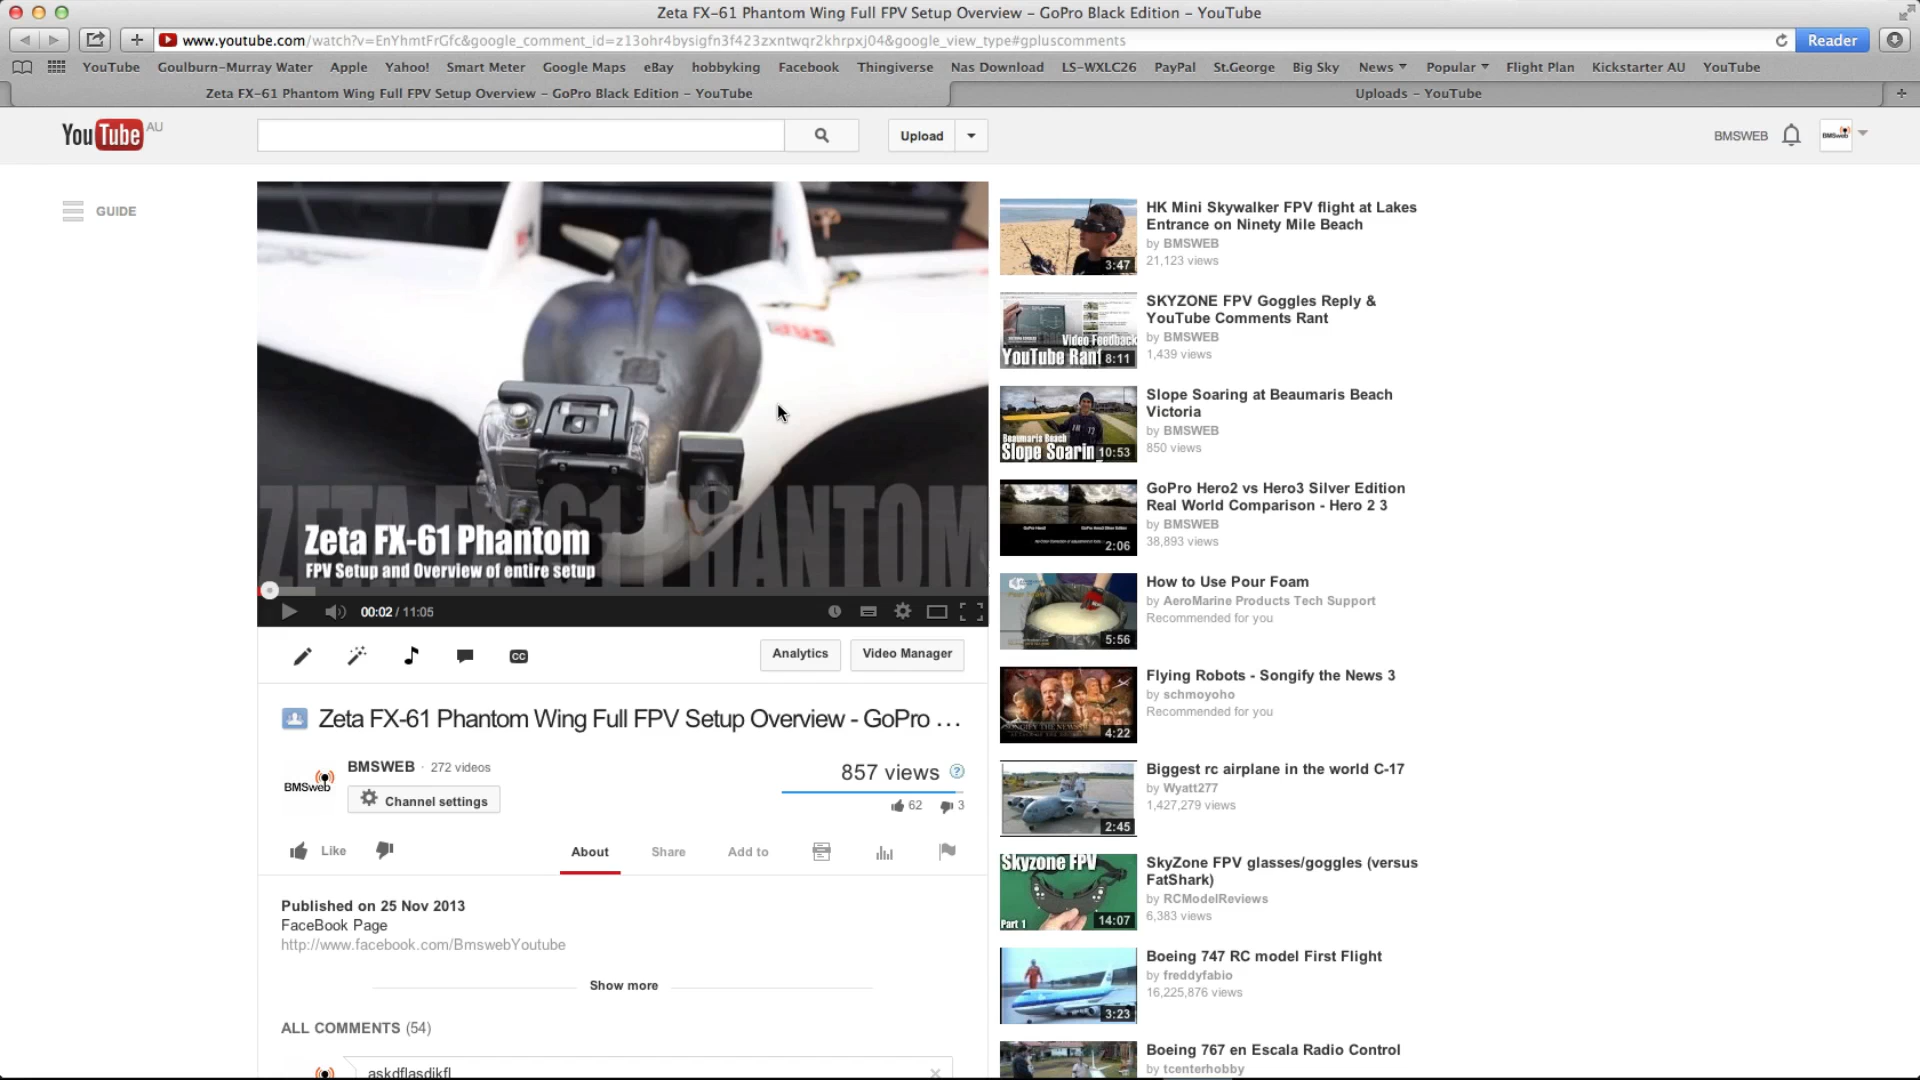 Zeta FX-61 Phantom Wing Full FPV Setup Overview – GoPro Black Edition – YouTube
www.youtube.com/watch?v=EnYhmtFrGfc&google_comment_id=z13ohr4bysigfn3f423zxntwqr2khrpxj04&google_view_type#gpluscomments
Reader
YouTube Goulburn-Murray Water Apple Yahoo! Smart Meter Google Maps eBay hobbyking Facebook Thingiverse Nas Download LS-WXLC26 PayPal St.George Big Sky News Popular Flight Plan Kickstarter AU YouTube
Zeta FX-61 Phantom Wing Full FPV Setup Overview – GoPro Black Edition – YouTube
Uploads – YouTube
YouTube AU
Upload
BMSWEB
BMSweb
GUIDE
ZETA FX-61 PHANTOM
Zeta FX-61 Phantom
FPV Setup and Overview of entire setup
00:02 / 11:05
CC
Analytics
Video Manager
Zeta FX-61 Phantom Wing Full FPV Setup Overview - GoPro ...
BMSweb
BMSWEB · 272 videos
Channel settings
857 views
62
3
Like
About
Share
Add to
Published on 25 Nov 2013
FaceBook Page
http://www.facebook.com/BmswebYoutube
Show more
ALL COMMENTS (54)
askdflasdikfl
3:47
HK Mini Skywalker FPV flight at Lakes
Entrance on Ninety Mile Beach
by BMSWEB
21,123 views
Video Feedback
YouTube Rant
8:11
SKYZONE FPV Goggles Reply &
YouTube Comments Rant
by BMSWEB
1,439 views
Beaumaris Beach
Slope Soarin
10:53
Slope Soaring at Beaumaris Beach
Victoria
by BMSWEB
850 views
2:06
GoPro Hero2 vs Hero3 Silver Edition
Real World Comparison - Hero 2 3
by BMSWEB
38,893 views
5:56
How to Use Pour Foam
by AeroMarine Products Tech Support
Recommended for you
4:22
Flying Robots - Songify the News 3
by schmoyoho
Recommended for you
2:45
Biggest rc airplane in the world C-17
by Wyatt277
1,427,279 views
Skyzone FPV
Part 1
14:07
SkyZone FPV glasses/goggles (versus
FatShark)
by RCModelReviews
6,383 views
3:23
Boeing 747 RC model First Flight
by freddyfabio
16,225,876 views
Boeing 767 en Escala Radio Control
by tcenterhobby